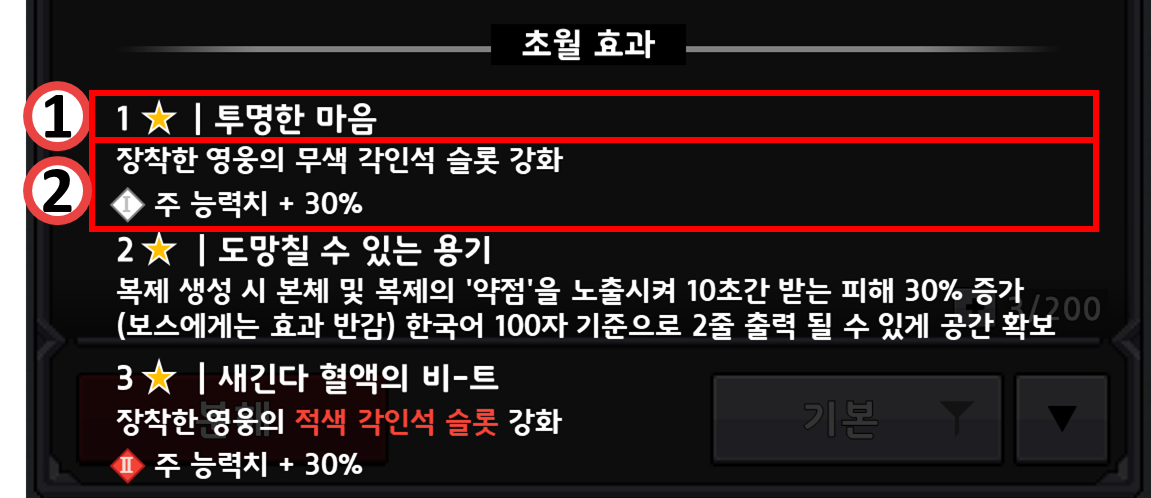 초월 효과
① 1 ★ | 투명한 마음
② 장착한 영웅의 무색 각인석 슬롯 강화
I 주 능력치 + 30%
2 ★ | 도망칠 수 있는 용기
복제 생성 시 본체 및 복제의 '약점'을 노출시켜 10초간 받는 피해 30% 증가
/200
(보스에게는 효과 반감) 한국어 100자 기준으로 2줄 출력 될 수 있게 공간 확보
3 ★ | 새긴다 혈액의 비-트
장착한 영웅의 적색 각인석 슬롯 강화
분해
기본
II 주 능력치 + 30%